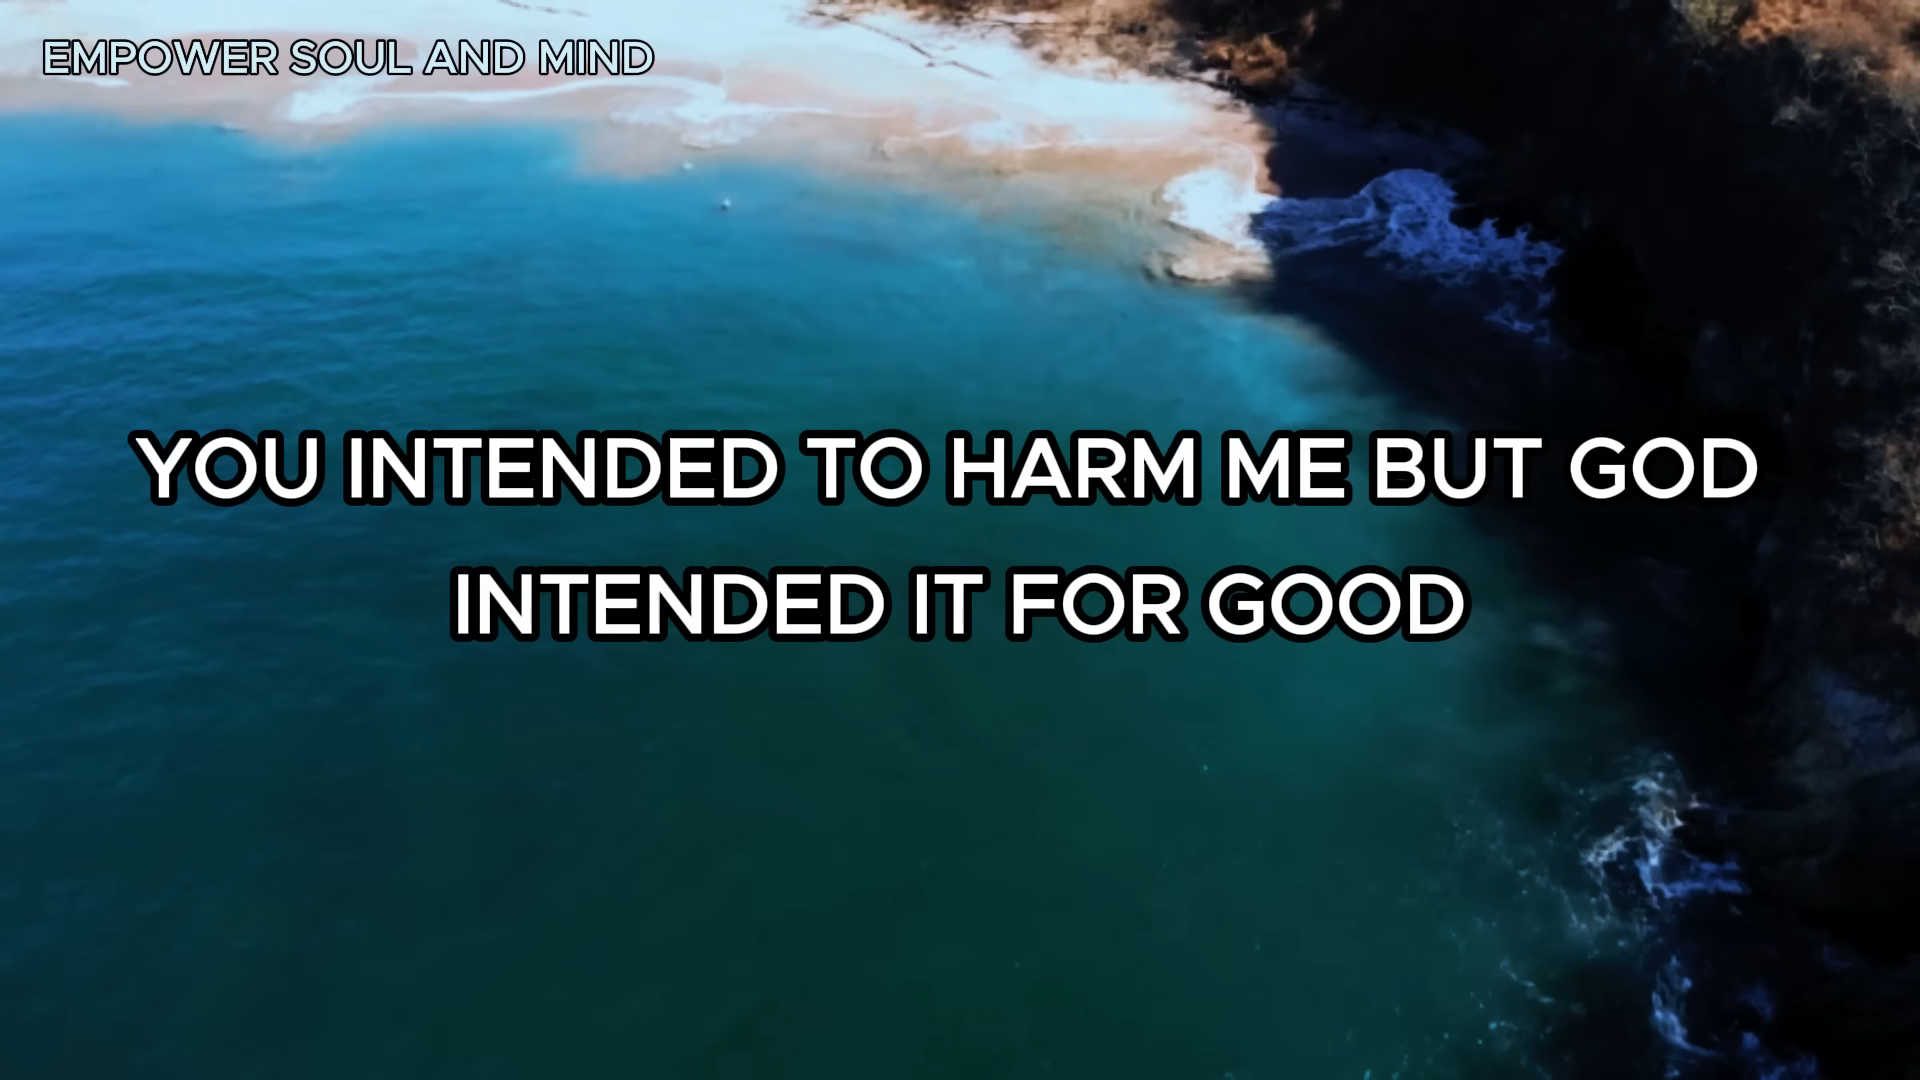 EMPOWER SOUL AND MIND
YOU INTENDED TO HARM ME BUT GOD
INTENDED IT FOR GOOD